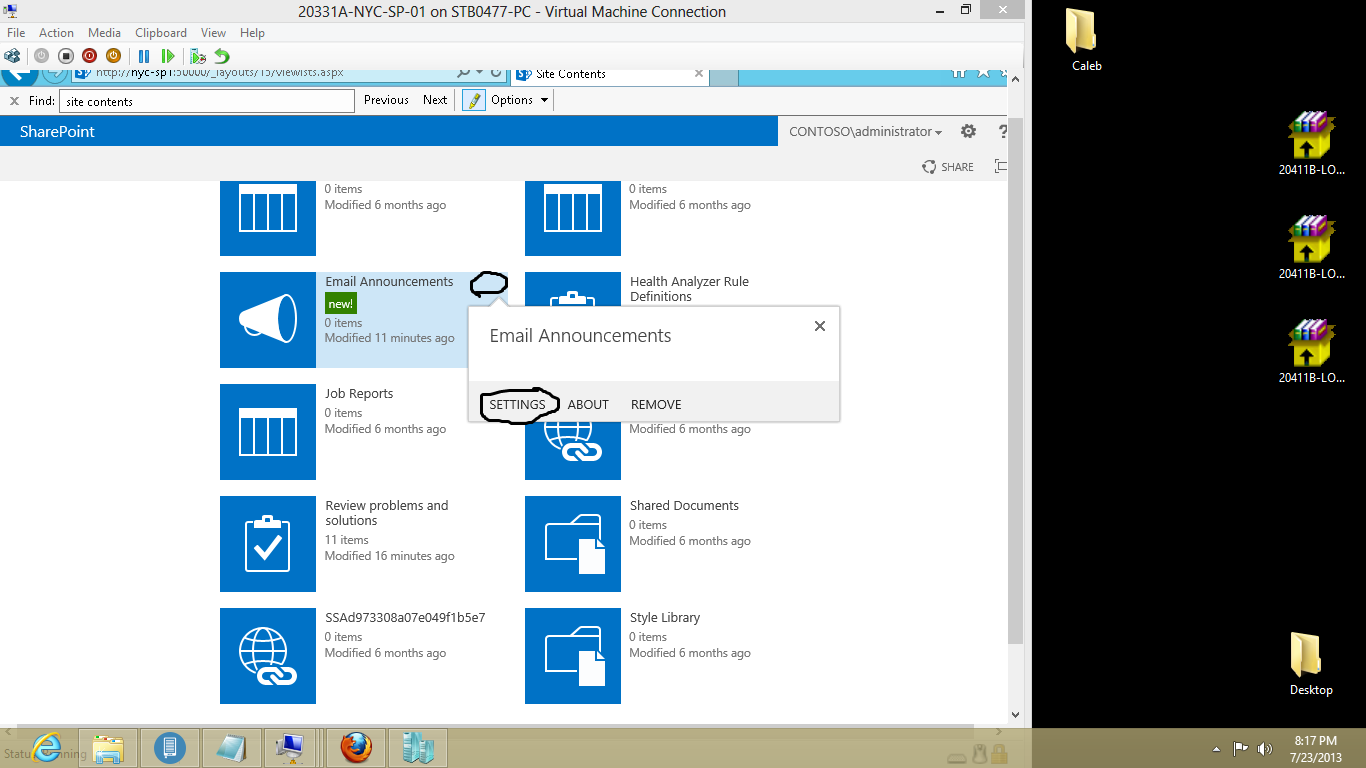 20331A-NYC-SP-01 on STB0477-PC - Virtual Machine Connection
File Action Media Clipboard View Help
http://nyc-sp1:50000/_layouts/15/viewlsts.aspx
Site Contents
Find: site contents Previous Next Options
SharePoint
CONTOSO\administrator
SHARE
0 items
Modified 6 months ago
0 items
Modified 6 months ago
Email Announcements
new!
0 items
Modified 11 minutes ago
Health Analyzer Rule
Definitions
Email Announcements
SETTINGS ABOUT REMOVE
Job Reports
0 items
Modified 6 months ago
Modified 6 months ago
Review problems and
solutions
11 items
Modified 16 minutes ago
Shared Documents
0 items
Modified 6 months ago
SSAd973308a07e049f1b5e7
0 items
Modified 6 months ago
Style Library
0 items
Modified 6 months ago
Caleb
20411B-LO...
20411B-LO...
20411B-LO...
Desktop
8:17 PM
7/23/2013